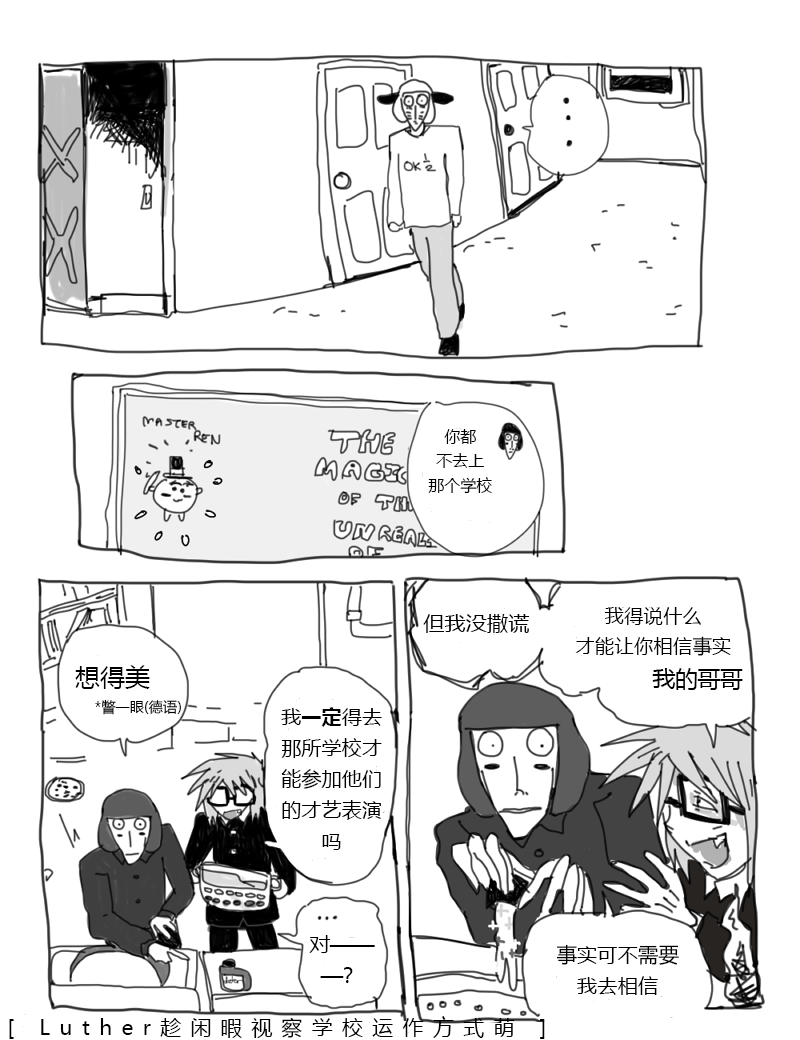 OK ½
...
MASTER
REN
THE
MAGIC
OF TH
UNREAL
OF
你都
不去上
那个学校
想得美
*瞥一眼(德语)
我一定得去
那所学校才
能参加他们
的才艺表演
吗
...
对——
—?
但我没撒谎
我得说什么
才能让你相信事实
我的哥哥
事实可不需要
我去相信
[ Luther趁闲暇视察学校运作方式萌 ]